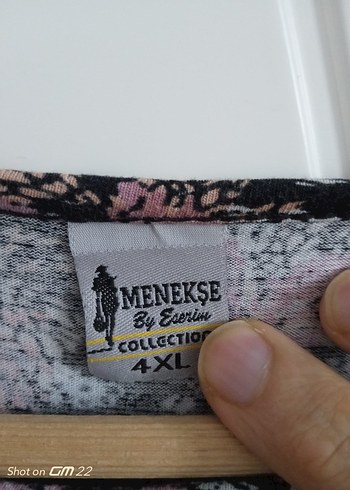 MENEKŞE
By Eserim
COLLECTION
4XL
Shot on GM 22